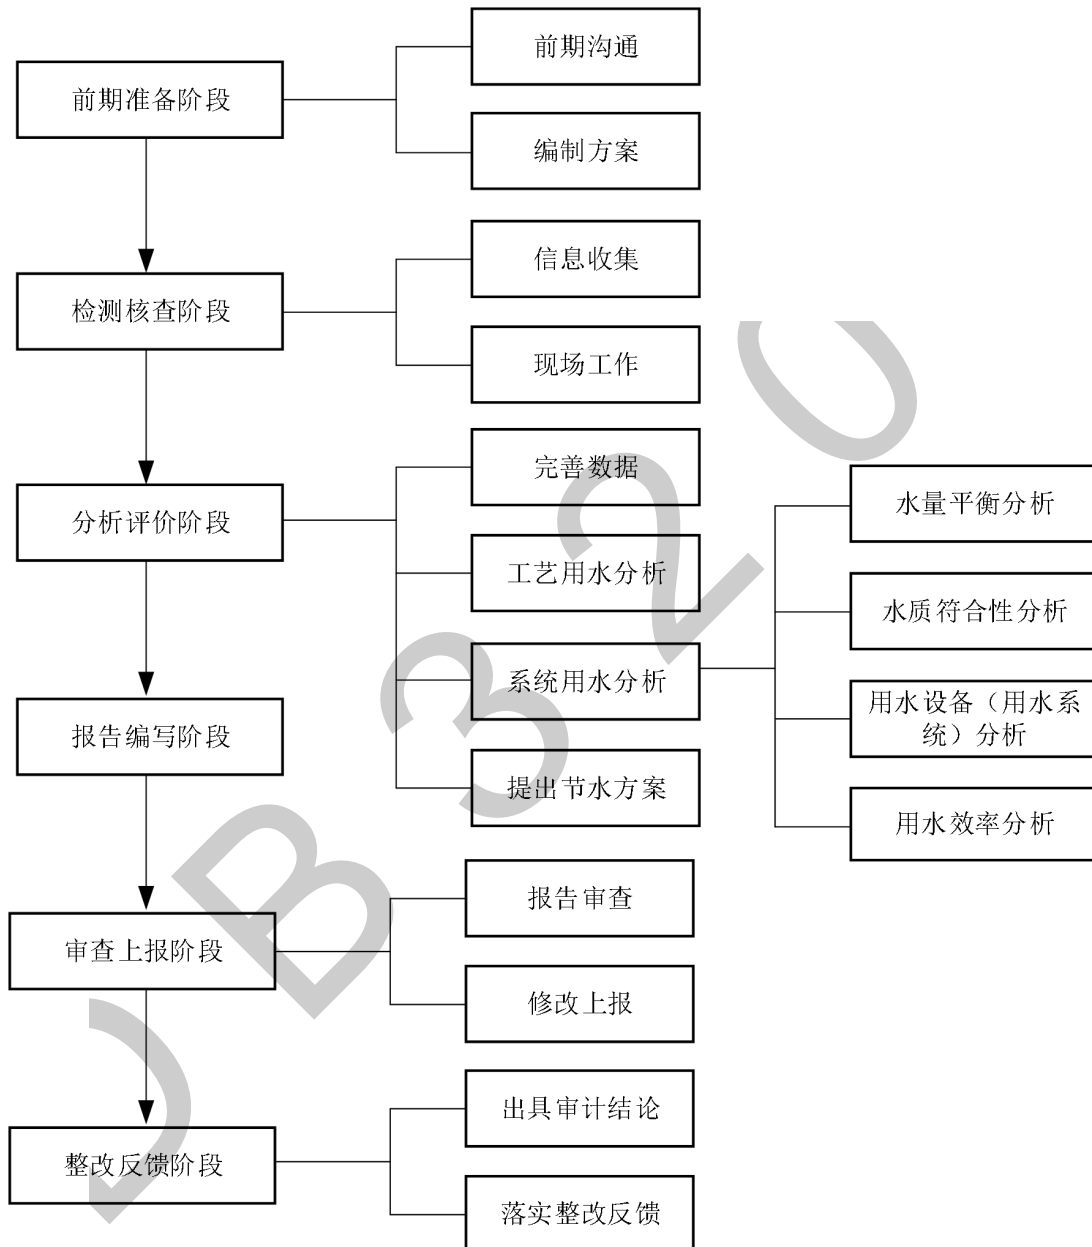 前期准备阶段
前期沟通
编制方案
检测核查阶段
信息收集
现场工作
分析评价阶段
完善数据
工艺用水分析
系统用水分析
提出节水方案
水量平衡分析
水质符合性分析
用水设备（用水系
统）分析
用水效率分析
报告编写阶段
审查上报阶段
报告审查
修改上报
整改反馈阶段
出具审计结论
落实整改反馈
DB320